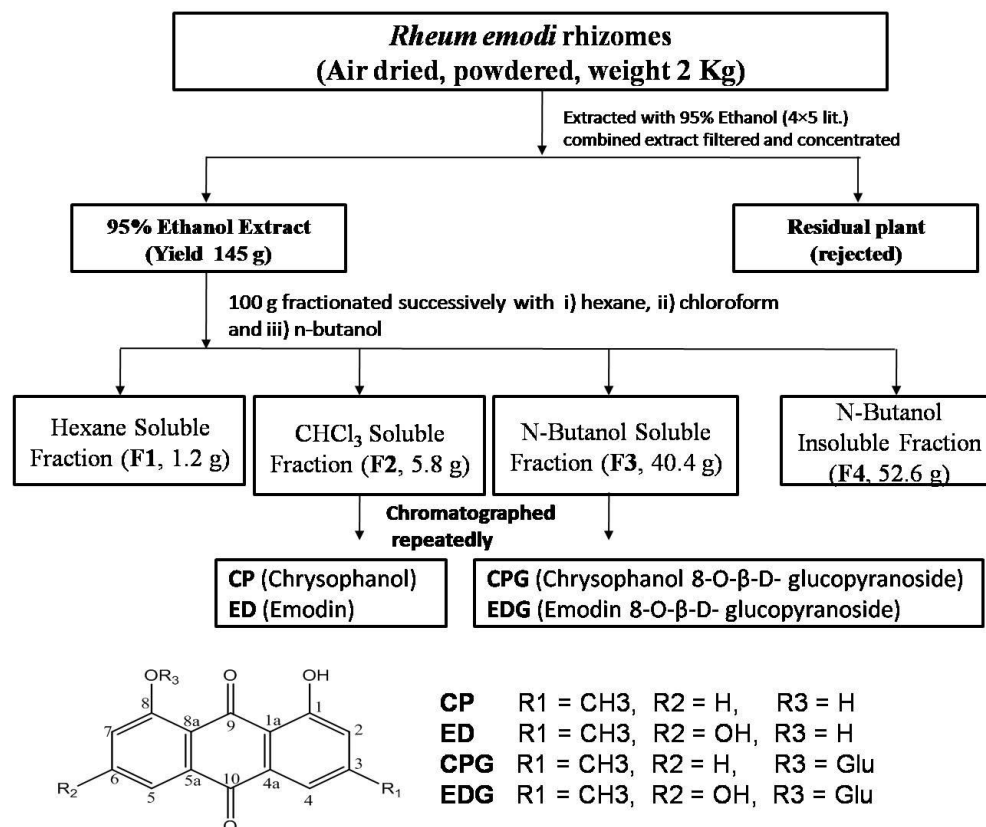 Rheum emodi rhizomes
(Air dried, powdered, weight 2 Kg)
Extracted with 95% Ethanol (4×5 lit.)
combined extract filtered and concentrated
95% Ethanol Extract
(Yield 145 g)
Residual plant
(rejected)
100 g fractionated successively with i) hexane, ii) chloroform
and iii) n-butanol
Hexane Soluble
Fraction (F1, 1.2 g)
CHCl₃ Soluble
Fraction (F2, 5.8 g)
N-Butanol Soluble
Fraction (F3, 40.4 g)
N-Butanol
Insoluble Fraction
(F4, 52.6 g)
Chromatographed
repeatedly
CP (Chrysophanol)
ED (Emodin)
CPG (Chrysophanol 8-O-β-D- glucopyranoside)
EDG (Emodin 8-O-β-D- glucopyranoside)
OR₃ O OH
8 1
7 8a 9 1a 2
6 5a 10 4a 3
R₂ 5 4 R₁
O
CP R1 = CH3, R2 = H, R3 = H
ED R1 = CH3, R2 = OH, R3 = H
CPG R1 = CH3, R2 = H, R3 = Glu
EDG R1 = CH3, R2 = OH, R3 = Glu